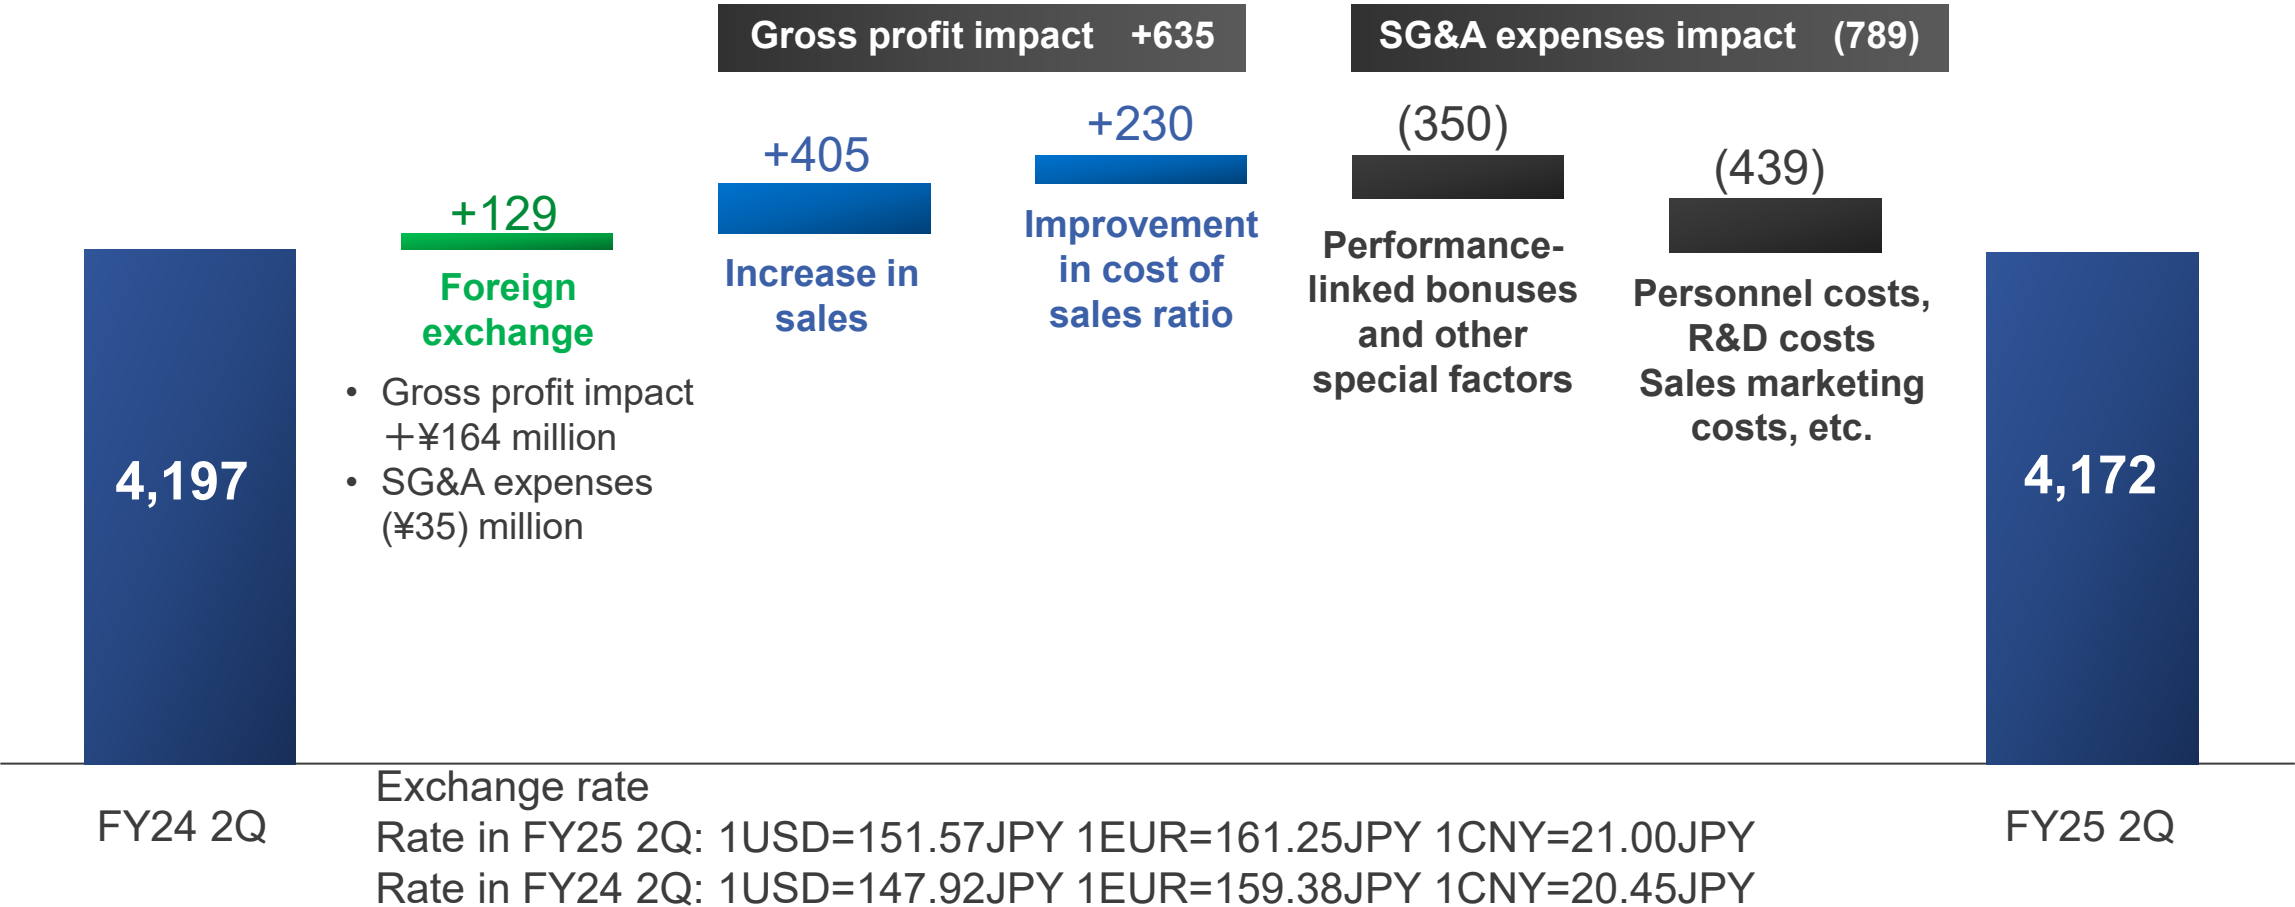 Gross profit impact +635
SG&A expenses impact (789)
4,197
+129
Foreign
exchange
• Gross profit impact
＋¥164 million
• SG&A expenses
(¥35) million
+405
Increase in
sales
+230
Improvement
in cost of
sales ratio
(350)
Performance-
linked bonuses
and other
special factors
(439)
Personnel costs,
R&D costs
Sales marketing
costs, etc.
4,172
FY24 2Q
FY25 2Q
Exchange rate
Rate in FY25 2Q: 1USD=151.57JPY 1EUR=161.25JPY 1CNY=21.00JPY
Rate in FY24 2Q: 1USD=147.92JPY 1EUR=159.38JPY 1CNY=20.45JPY